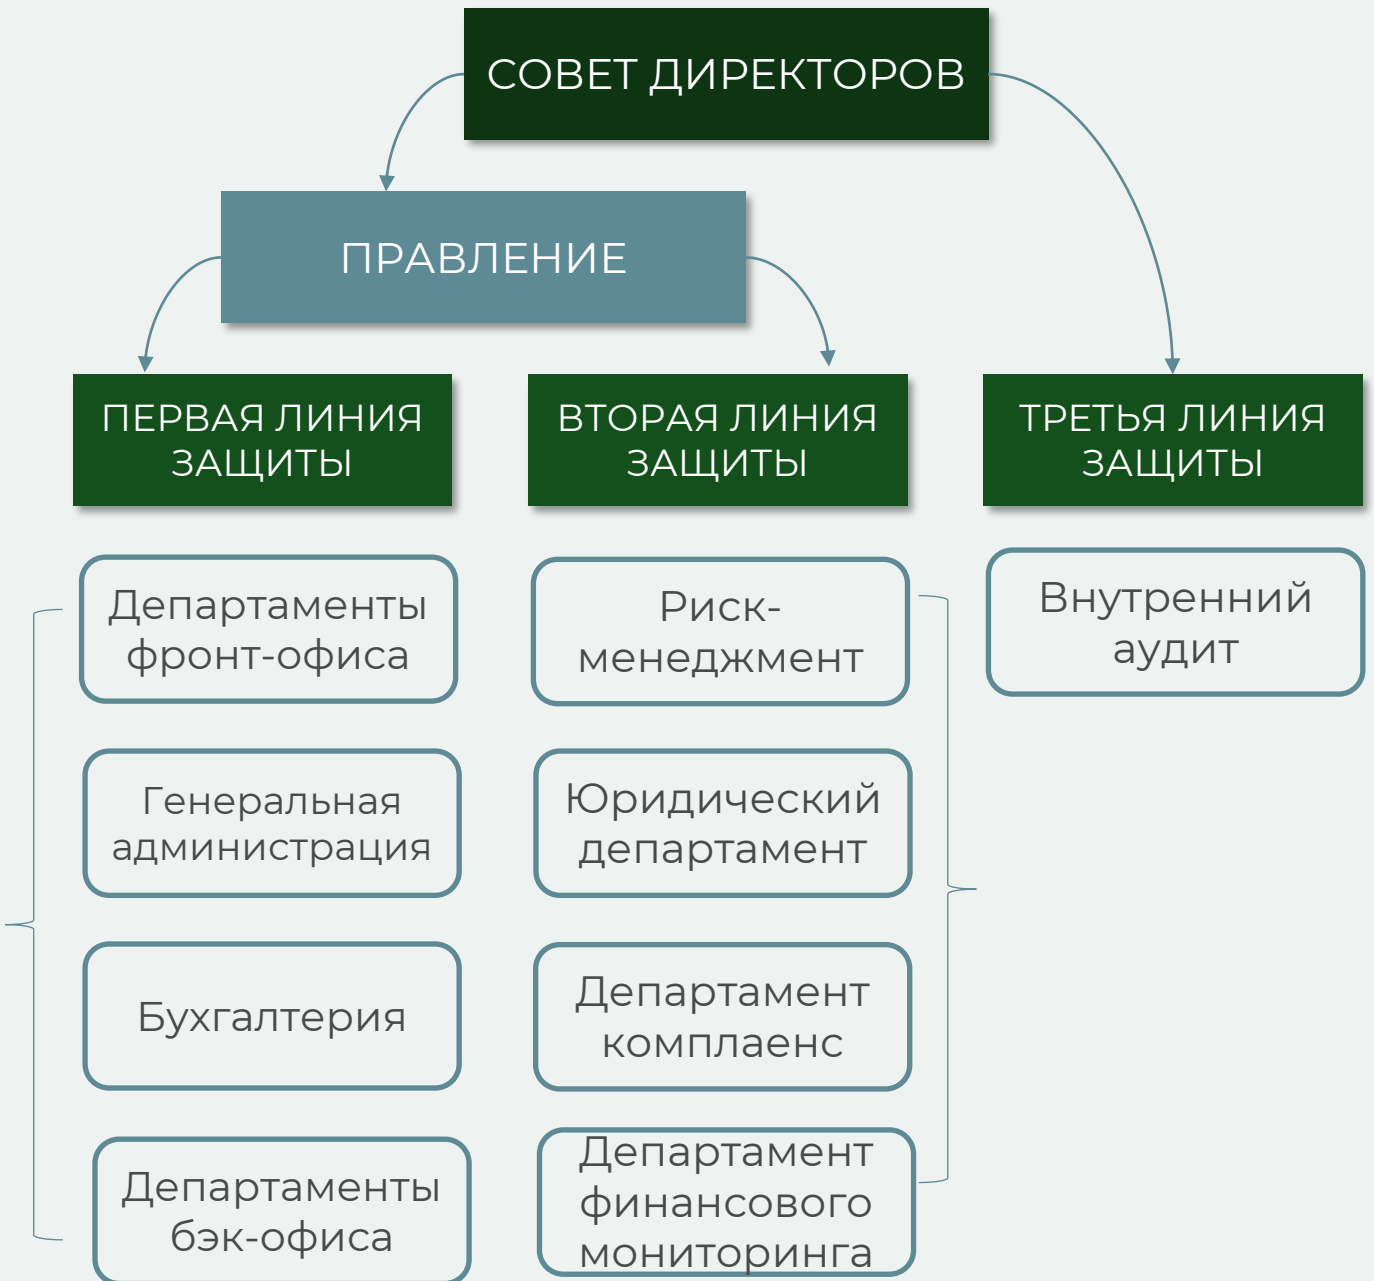 СОВЕТ ДИРЕКТОРОВ
ПРАВЛЕНИЕ
ПЕРВАЯ ЛИНИЯ
ЗАЩИТЫ
Департаменты
фронт-офиса
Генеральная
администрация
Бухгалтерия
Департаменты
бэк-офиса
ВТОРАЯ ЛИНИЯ
ЗАЩИТЫ
Риск-
менеджмент
Юридический
департамент
Департамент
комплаенс
Департамент
финансового
мониторинга
ТРЕТЬЯ ЛИНИЯ
ЗАЩИТЫ
Внутренний
аудит